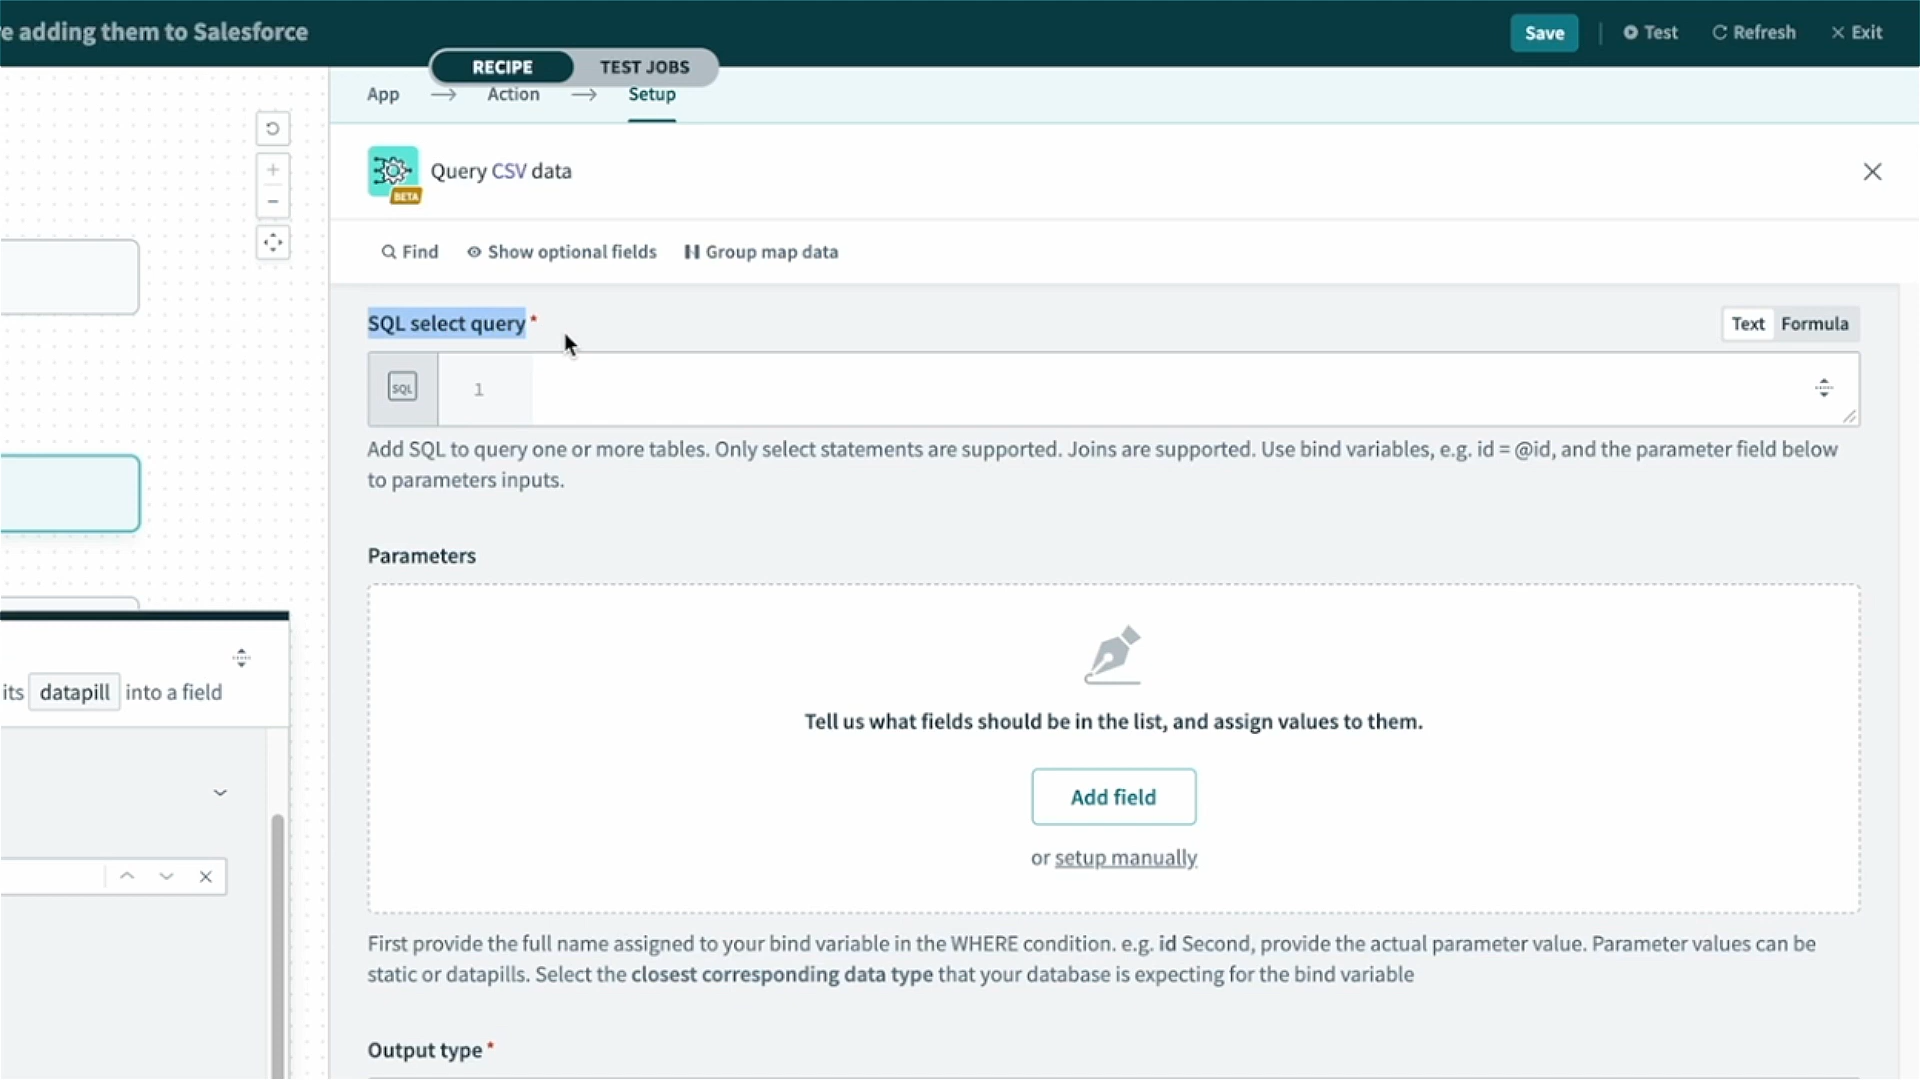 e adding them to Salesforce
Save
Test
Refresh
Exit
RECIPE
TEST JOBS
App
Action
Setup
BETA
Query CSV data
Find
Show optional fields
Group map data
SQL select query *
Text
Formula
SQL
1
Add SQL to query one or more tables. Only select statements are supported. Joins are supported. Use bind variables, e.g. id = @id, and the parameter field below
to parameters inputs.
Parameters
its datapill into a field
Tell us what fields should be in the list, and assign values to them.
Add field
or setup manually
First provide the full name assigned to your bind variable in the WHERE condition. e.g. id Second, provide the actual parameter value. Parameter values can be
static or datapills. Select the closest corresponding data type that your database is expecting for the bind variable
Output type *